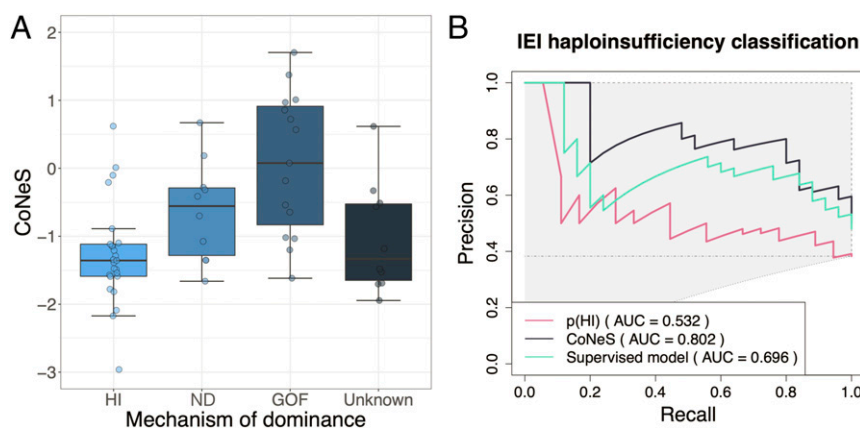 A
CoNeS
2
1
0
−1
−2
−3
HI ND GOF Unknown
Mechanism of dominance
B
IEI haploinsufficiency classification
Precision
1.0
0.8
0.6
0.4
0.2
0.0
p(HI) ( AUC = 0.532 )
CoNeS ( AUC = 0.802 )
Supervised model ( AUC = 0.696 )
0.0 0.2 0.4 0.6 0.8 1.0
Recall